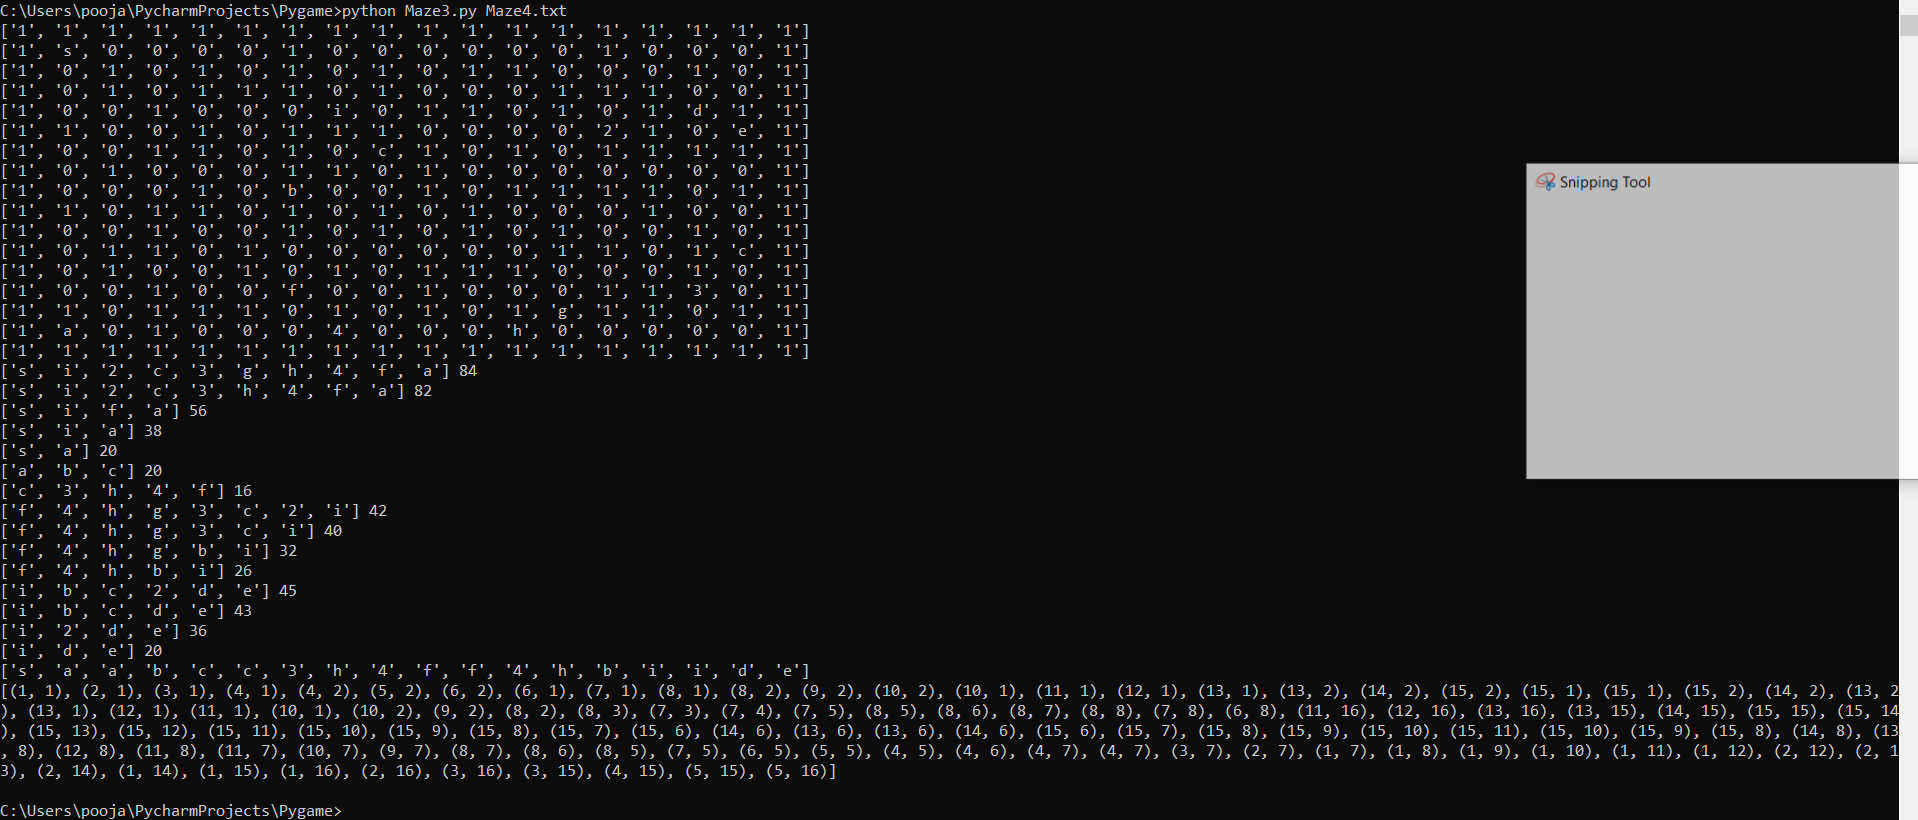 C:\Users\pooja\PycharmProjects\Pygame>python Maze3.py Maze4.txt
['1', '1', '1', '1', '1', '1', '1', '1', '1', '1', '1', '1', '1', '1', '1', '1', '1', '1']
['1', 's', '0', '0', '0', '0', '1', '0', '0', '0', '0', '0', '0', '1', '0', '0', '0', '1']
['1', '0', '1', '0', '1', '0', '1', '0', '1', '0', '1', '1', '0', '0', '0', '1', '0', '1']
['1', '0', '1', '0', '1', '1', '1', '0', '1', '0', '0', '0', '1', '1', '1', '0', '0', '1']
['1', '0', '0', '1', '0', '0', '0', 'i', '0', '1', '1', '0', '1', '0', '1', 'd', '1', '1']
['1', '1', '0', '0', '1', '0', '1', '1', '1', '0', '0', '0', '0', '2', '1', '0', 'e', '1']
['1', '0', '0', '1', '1', '0', '1', '0', 'c', '1', '0', '1', '0', '1', '1', '1', '1', '1']
['1', '0', '1', '0', '0', '0', '1', '1', '0', '1', '0', '0', '0', '0', '0', '0', '0', '1']
['1', '0', '0', '0', '1', '0', 'b', '0', '0', '1', '0', '1', '1', '1', '1', '0', '1', '1']
['1', '1', '0', '1', '1', '0', '1', '0', '1', '0', '1', '0', '0', '0', '1', '0', '0', '1']
['1', '0', '0', '1', '0', '0', '1', '0', '1', '0', '1', '0', '1', '0', '0', '1', '0', '1']
['1', '0', '1', '1', '0', '1', '0', '0', '0', '0', '0', '0', '1', '1', '0', '1', 'c', '1']
['1', '0', '1', '0', '0', '1', '0', '1', '0', '1', '1', '1', '0', '0', '0', '1', '0', '1']
['1', '0', '0', '1', '0', '0', 'f', '0', '0', '1', '0', '0', '0', '1', '1', '3', '0', '1']
['1', '1', '0', '1', '1', '1', '0', '1', '0', '1', '0', '1', 'g', '1', '1', '0', '1', '1']
['1', 'a', '0', '1', '0', '0', '0', '4', '0', '0', '0', 'h', '0', '0', '0', '0', '0', '1']
['1', '1', '1', '1', '1', '1', '1', '1', '1', '1', '1', '1', '1', '1', '1', '1', '1', '1']
['s', 'i', '2', 'c', '3', 'g', 'h', '4', 'f', 'a'] 84
['s', 'i', '2', 'c', '3', 'h', '4', 'f', 'a'] 82
['s', 'i', 'f', 'a'] 56
['s', 'i', 'a'] 38
['s', 'a'] 20
['a', 'b', 'c'] 20
['c', '3', 'h', '4', 'f'] 16
['f', '4', 'h', 'g', '3', 'c', '2', 'i'] 42
['f', '4', 'h', 'g', '3', 'c', 'i'] 40
['f', '4', 'h', 'g', 'b', 'i'] 32
['f', '4', 'h', 'b', 'i'] 26
['i', 'b', 'c', '2', 'd', 'e'] 45
['i', 'b', 'c', 'd', 'e'] 43
['i', '2', 'd', 'e'] 36
['i', 'd', 'e'] 20
['s', 'a', 'a', 'b', 'c', 'c', '3', 'h', '4', 'f', 'f', '4', 'h', 'b', 'i', 'i', 'd', 'e']
[(1, 1), (2, 1), (3, 1), (4, 1), (4, 2), (5, 2), (6, 2), (6, 1), (7, 1), (8, 1), (8, 2), (9, 2), (10, 2), (10, 1), (11, 1), (12, 1), (13, 1), (13, 2), (14, 2), (15, 2), (15, 1), (15, 1), (15, 2), (14, 2), (13, 2
), (13, 1), (12, 1), (11, 1), (10, 1), (10, 2), (9, 2), (8, 2), (8, 3), (7, 3), (7, 4), (7, 5), (8, 5), (8, 6), (8, 7), (8, 8), (7, 8), (6, 8), (11, 16), (12, 16), (13, 16), (13, 15), (14, 15), (15, 15), (15, 14
), (15, 13), (15, 12), (15, 11), (15, 10), (15, 9), (15, 8), (15, 7), (15, 6), (14, 6), (13, 6), (13, 6), (14, 6), (15, 6), (15, 7), (15, 8), (15, 9), (15, 10), (15, 11), (15, 10), (15, 9), (15, 8), (14, 8), (13
, 8), (12, 8), (11, 8), (11, 7), (10, 7), (9, 7), (8, 7), (8, 6), (8, 5), (7, 5), (6, 5), (5, 5), (4, 5), (4, 6), (4, 7), (4, 7), (3, 7), (2, 7), (1, 7), (1, 8), (1, 9), (1, 10), (1, 11), (1, 12), (2, 12), (2, 1
3), (2, 14), (1, 14), (1, 15), (1, 16), (2, 16), (3, 16), (3, 15), (4, 15), (5, 15), (5, 16)]
C:\Users\pooja\PycharmProjects\Pygame>
Snipping Tool